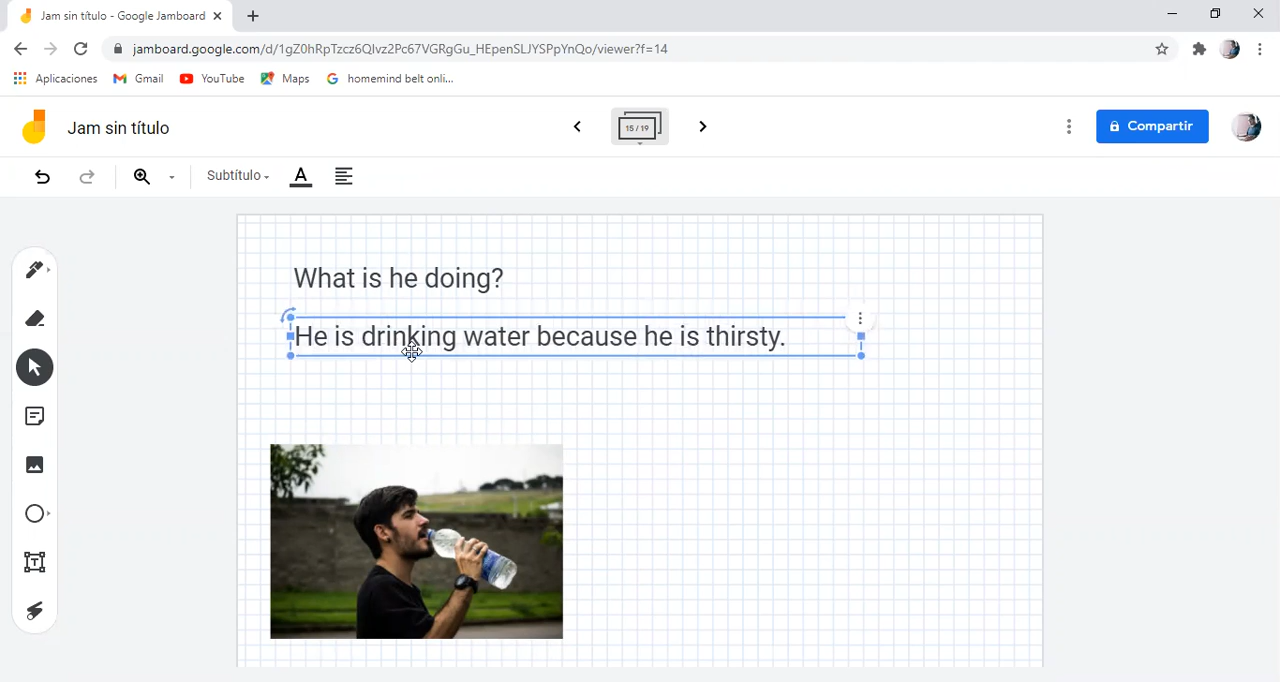 Jam sin título - Google Jamboard
jamboard.google.com/d/1gZ0hRpTzcz6Qlvz2Pc67VGRgGu_HEpenSLJYSPpYnQo/viewer?f=14
Aplicaciones Gmail YouTube Maps homemind belt onli...
Jam sin título
15 / 19
Compartir
Subtítulo
A
What is he doing?
He is drinking water because he is thirsty.